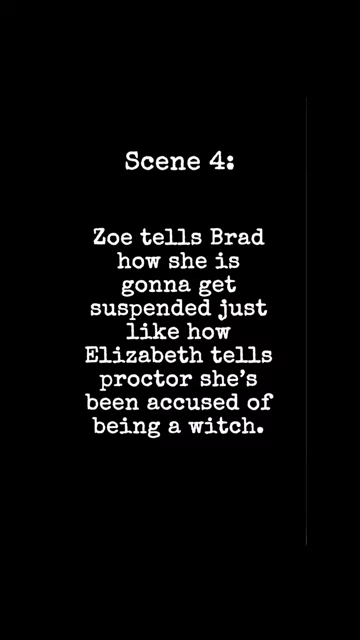 Scene 4:
Zoe tells Brad
how she is
gonna get
suspended just
like how
Elizabeth tells
proctor she's
been accused of
being a witch.